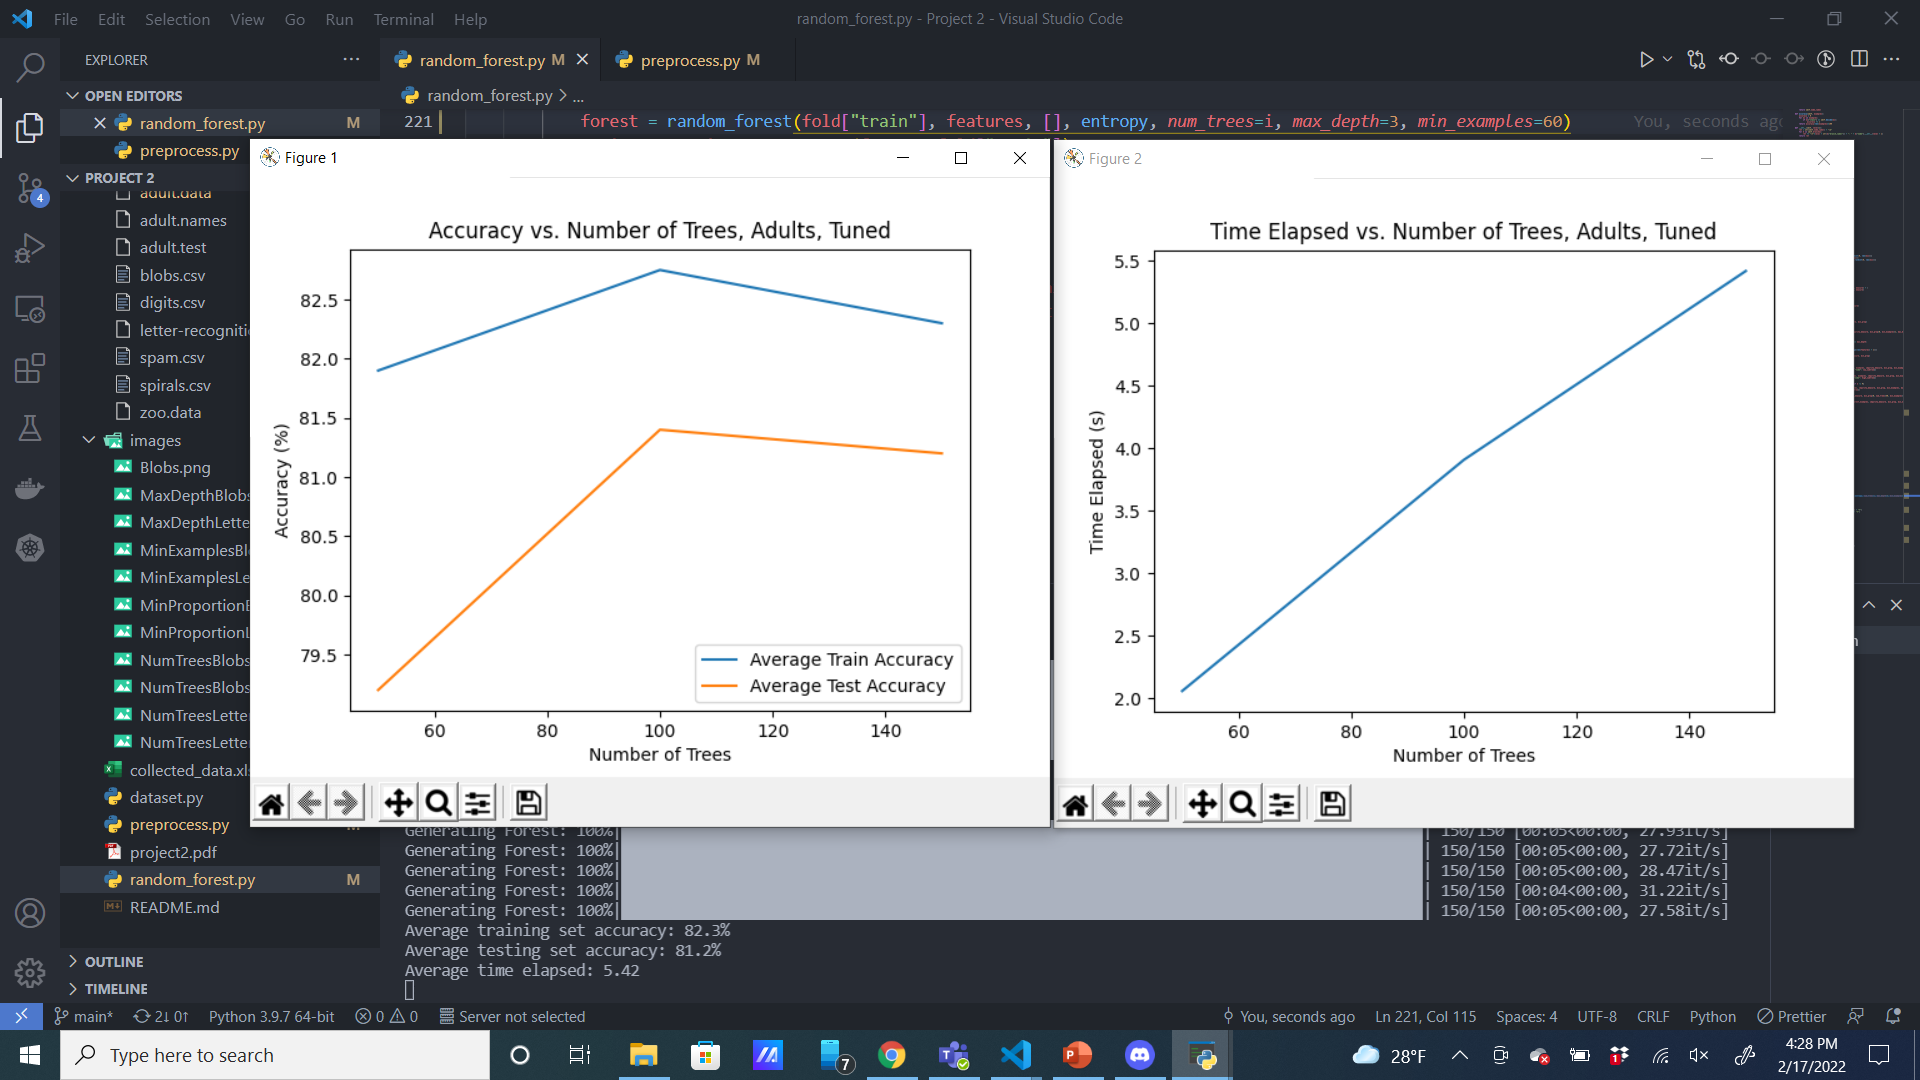 File Edit Selection View Go Run Terminal Help
random_forest.py - Project 2 - Visual Studio Code
EXPLORER
random_forest.py M
preprocess.py M
OPEN EDITORS
random_forest.py M
preprocess.py
random_forest.py > ...
221 forest = random_forest(fold["train"], features, [], entropy, num_trees=i, max_depth=3, min_examples=60) You, seconds ago
PROJECT 2
adult.data
adult.names
adult.test
blobs.csv
digits.csv
letter-recogniti
spam.csv
spirals.csv
zoo.data
images
Blobs.png
MaxDepthBlobs
MaxDepthLette
MinExamplesBl
MinExamplesLe
MinProportionB
MinProportionL
NumTreesBlobs
NumTreesBlobs
NumTreesLette
NumTreesLette
collected_data.xls
dataset.py
preprocess.py
project2.pdf
random_forest.py M
README.md
OUTLINE
TIMELINE
4
Figure 1
Accuracy vs. Number of Trees, Adults, Tuned
Accuracy (%)
82.5
82.0
81.5
81.0
80.5
80.0
79.5
Average Train Accuracy
Average Test Accuracy
60 80 100 120 140
Number of Trees
Figure 2
Time Elapsed vs. Number of Trees, Adults, Tuned
Time Elapsed (s)
5.5
5.0
4.5
4.0
3.5
3.0
2.5
2.0
60 80 100 120 140
Number of Trees
Generating Forest: 100%| | 150/150 [00:05<00:00, 27.93it/s]
Generating Forest: 100%| | 150/150 [00:05<00:00, 27.72it/s]
Generating Forest: 100%| | 150/150 [00:05<00:00, 28.47it/s]
Generating Forest: 100%| | 150/150 [00:04<00:00, 31.22it/s]
Generating Forest: 100%| | 150/150 [00:05<00:00, 27.58it/s]
Average training set accuracy: 82.3%
Average testing set accuracy: 81.2%
Average time elapsed: 5.42
main* 2↓ 0↑ Python 3.9.7 64-bit 0 0 Server not selected
You, seconds ago Ln 221, Col 115 Spaces: 4 UTF-8 CRLF Python Prettier
Type here to search
7
28°F
1
4:28 PM
2/17/2022